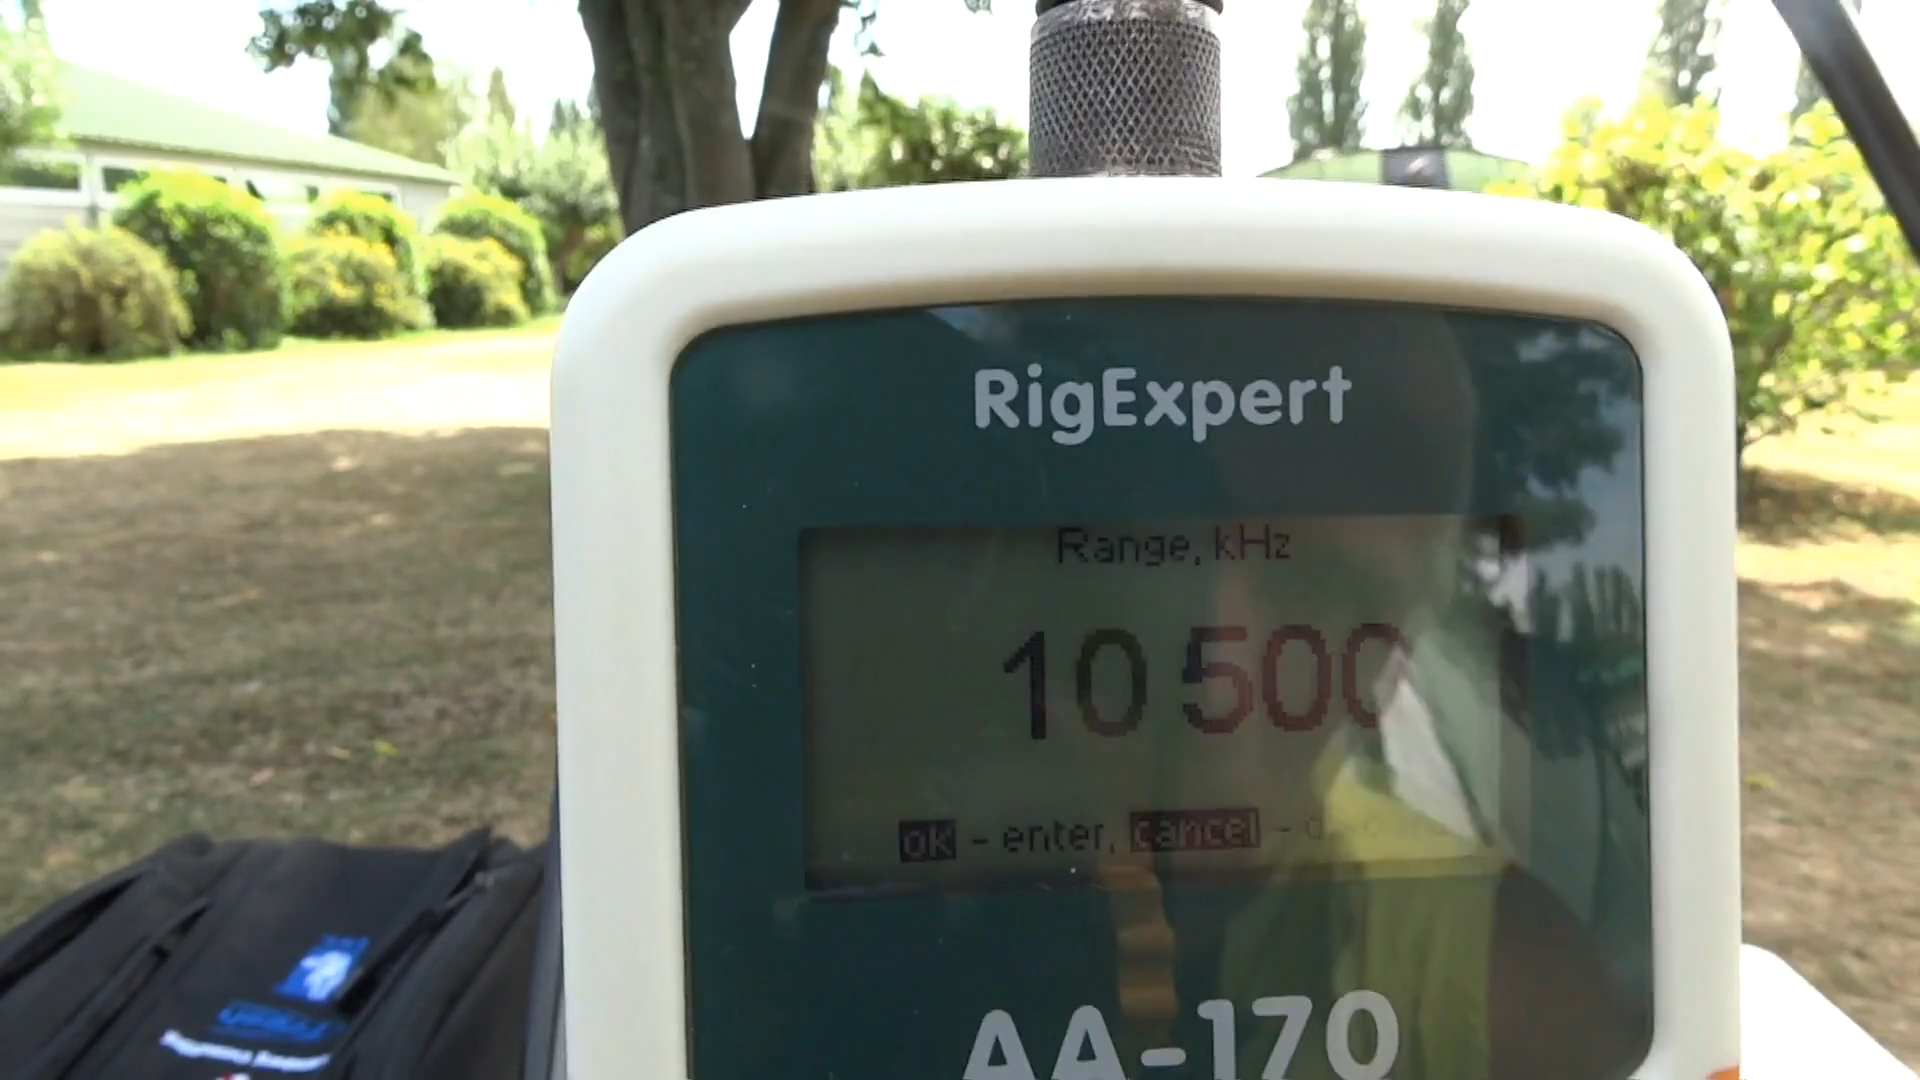 RigExpert
Range, kHz
10 500
ok - enter, cancel -
AA-170